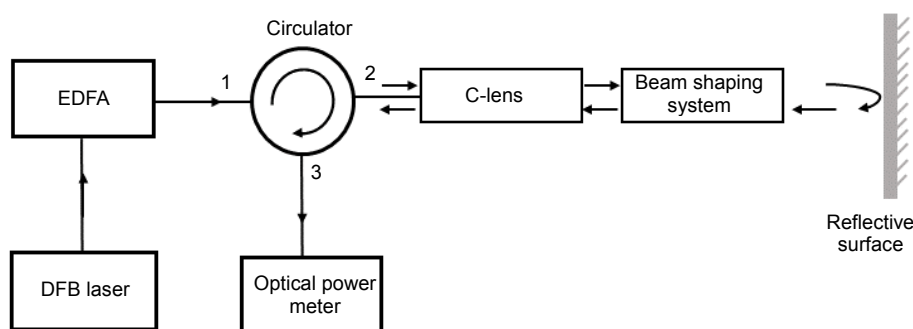 Circulator
EDFA
1
2
C-lens
Beam shaping
system
3
Reflective
surface
DFB laser
Optical power
meter